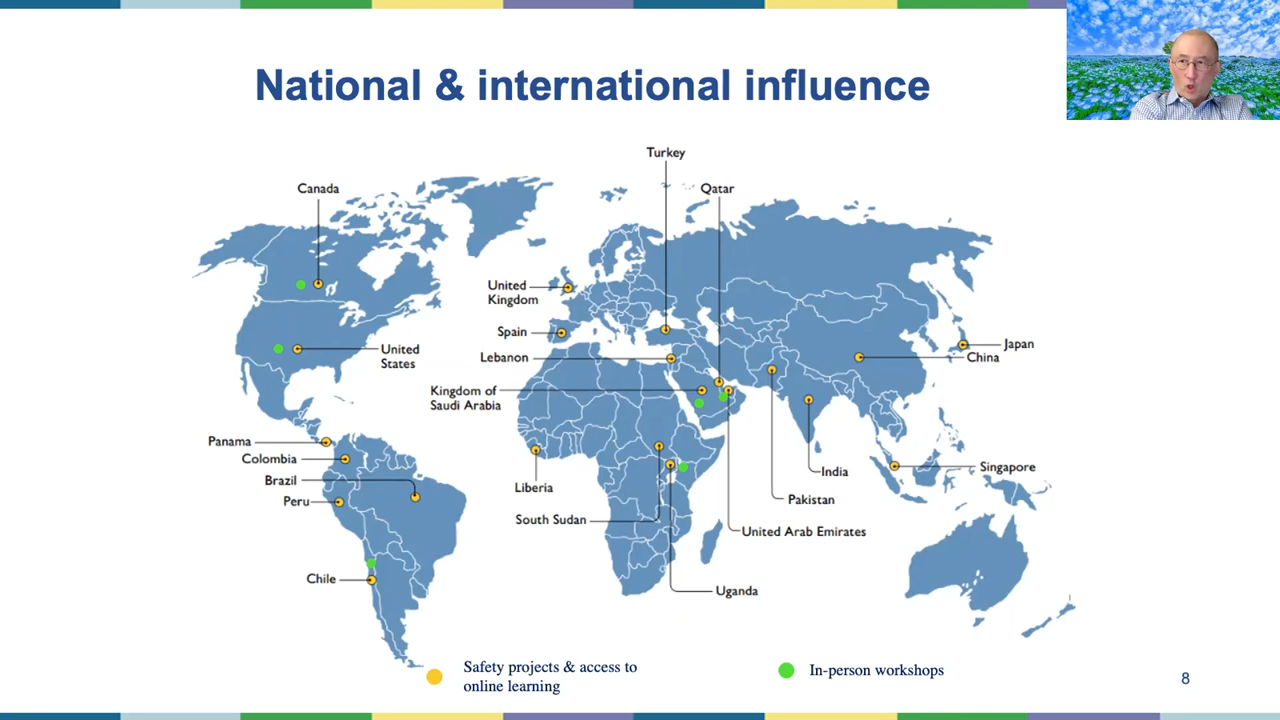 National & international influence
Turkey
Canada
Qatar
United
Kingdom
Spain
Japan
United
States
Lebanon
China
Kingdom of
Saudi Arabia
Panama
Colombia
Singapore
Brazil
India
Liberia
Peru
Pakistan
South Sudan
United Arab Emirates
Chile
Uganda
Safety projects & access to
online learning
In-person workshops
8